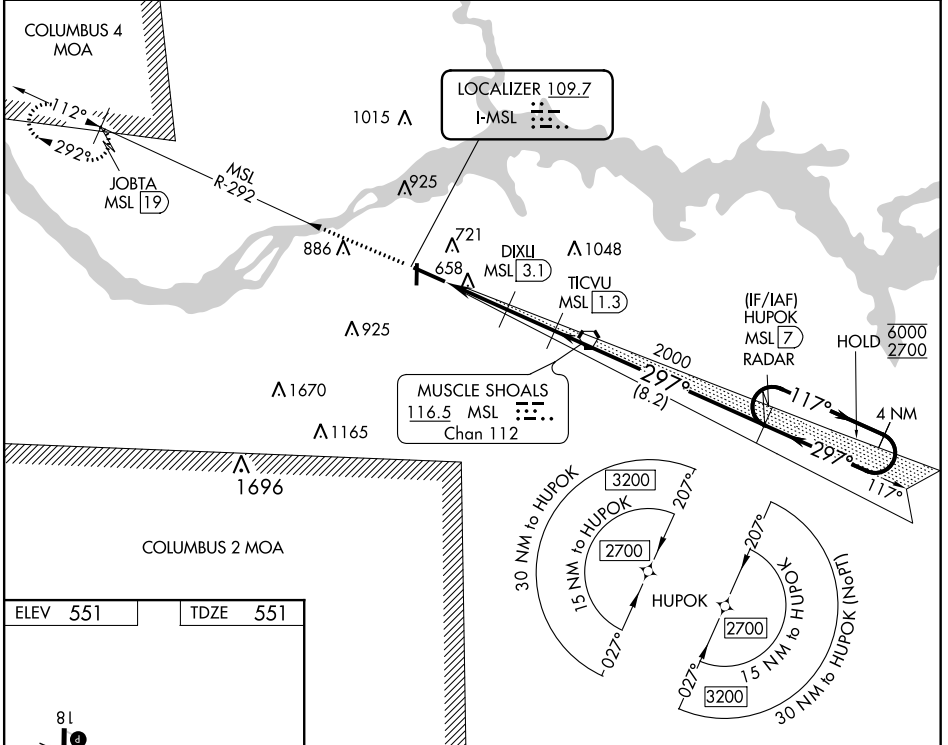 COLUMBUS 4
MOA
112°
292°
JOBTA
MSL 19
MSL
R-292
1015
925
LOCALIZER 109.7
I-MSL
886
721
658
1048
DIXLI
MSL 3.1
TICVU
MSL 1.3
(IF/IAF)
HUPOK
MSL 7
RADAR
HOLD 6000
2700
2000
297°
(8.2)
117°
4 NM
297°
117°
925
MUSCLE SHOALS
116.5 MSL
Chan 112
1670
1165
1696
COLUMBUS 2 MOA
30 NM to HUPOK
3200
207°
15 NM to HUPOK
2700
027°
HUPOK
207°
2700
15 NM to HUPOK
027°
3200
30 NM to HUPOK (NoPT)
ELEV 551
TDZE 551
18
P